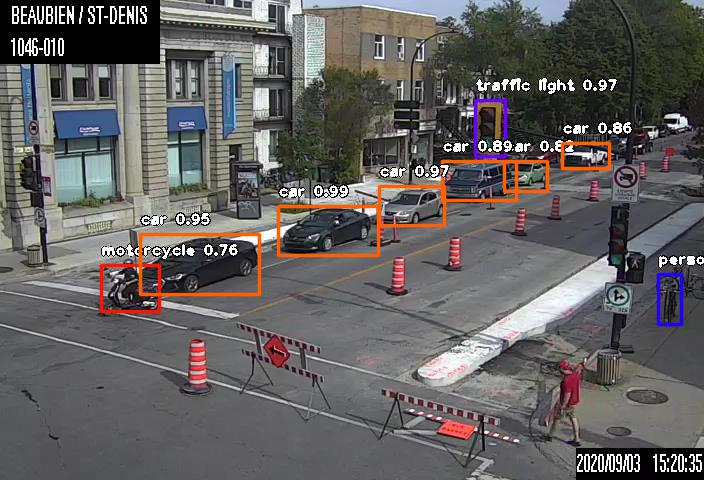 BEAUBIEN / ST-DENIS
1046-010
traffic light 0.97
car 0.86
car 0.89
ar 0.82
car 0.97
car 0.99
car 0.95
motorcycle 0.76
perso
2020/09/03 15:20:35